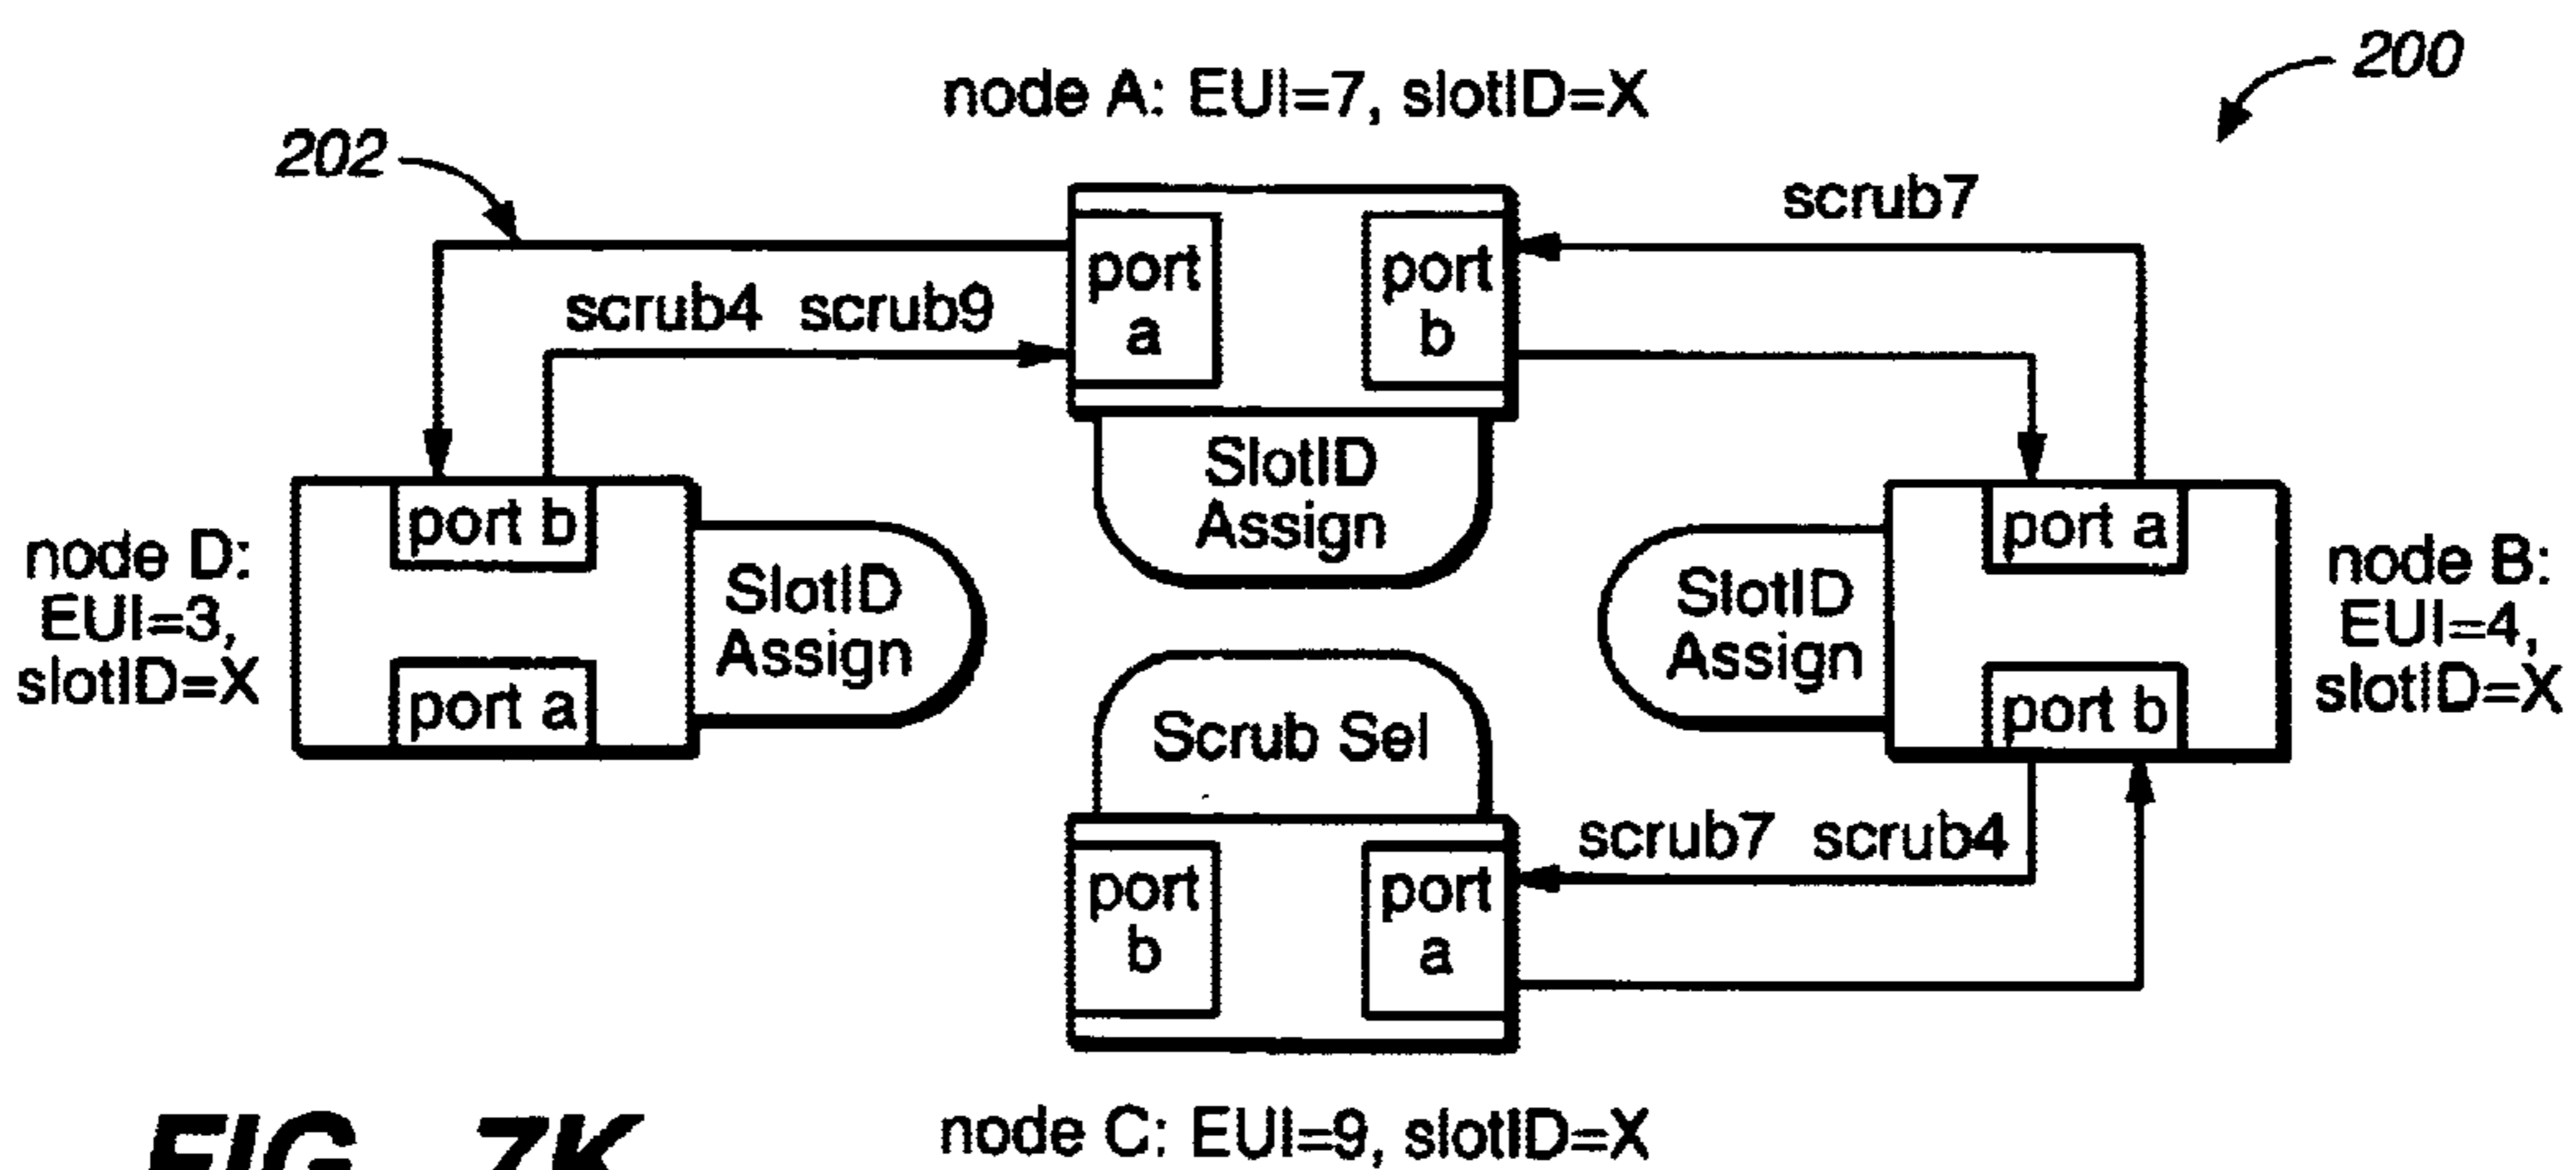 200
node A: EUI=7, slotID=X
202
scrub7
port
a
port
b
scrub4 scrub9
SlotID
Assign
node D:
EUI=3,
slotID=X
port b
port a
SlotID
Assign
SlotID
Assign
port a
port b
node B:
EUI=4,
slotID=X
Scrub Sel
scrub7 scrub4
port
b
port
a
node C: EUI=9, slotID=X
FIG._7K